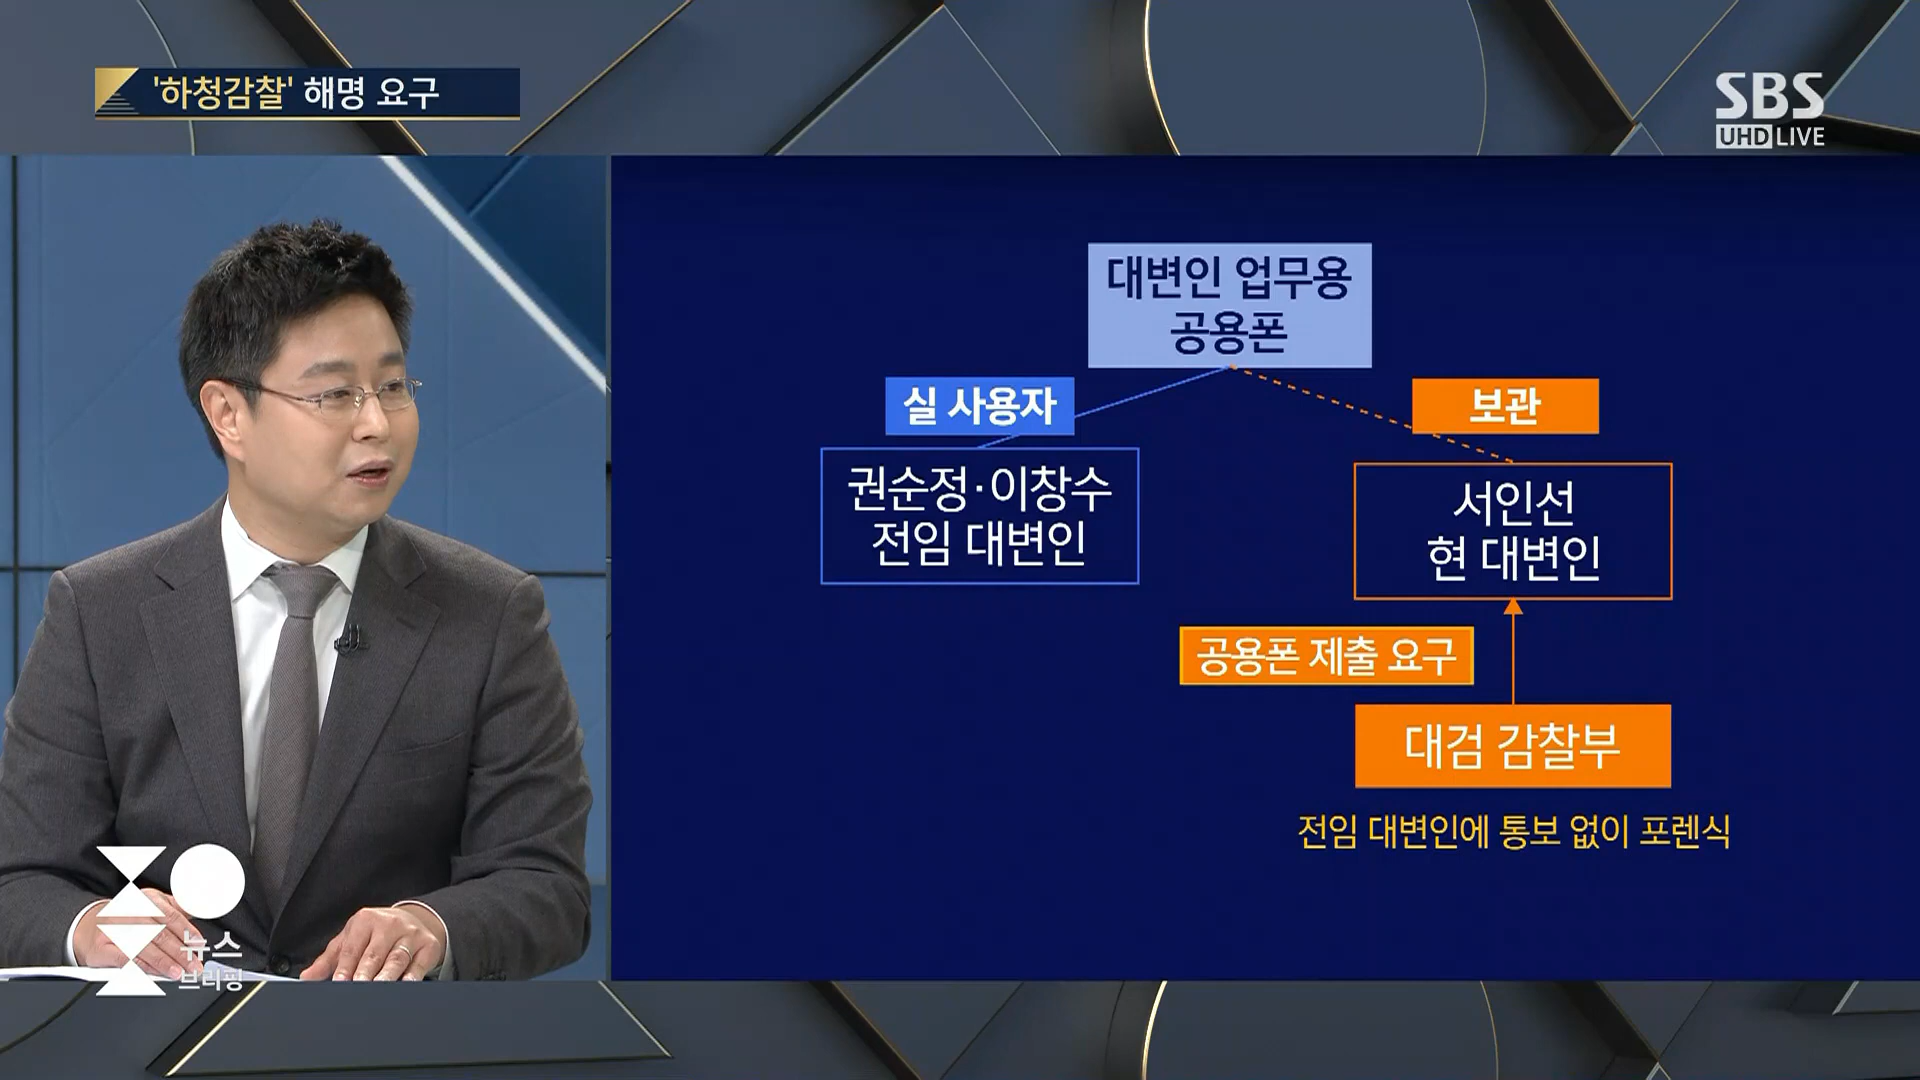 '하청감찰' 해명 요구
SBS
UHD LIVE
대변인 업무용
공용폰
실 사용자
보관
권순정·이창수
전임 대변인
서인선
현 대변인
공용폰 제출 요구
대검 감찰부
전임 대변인에 통보 없이 포렌식
뉴스
브리핑